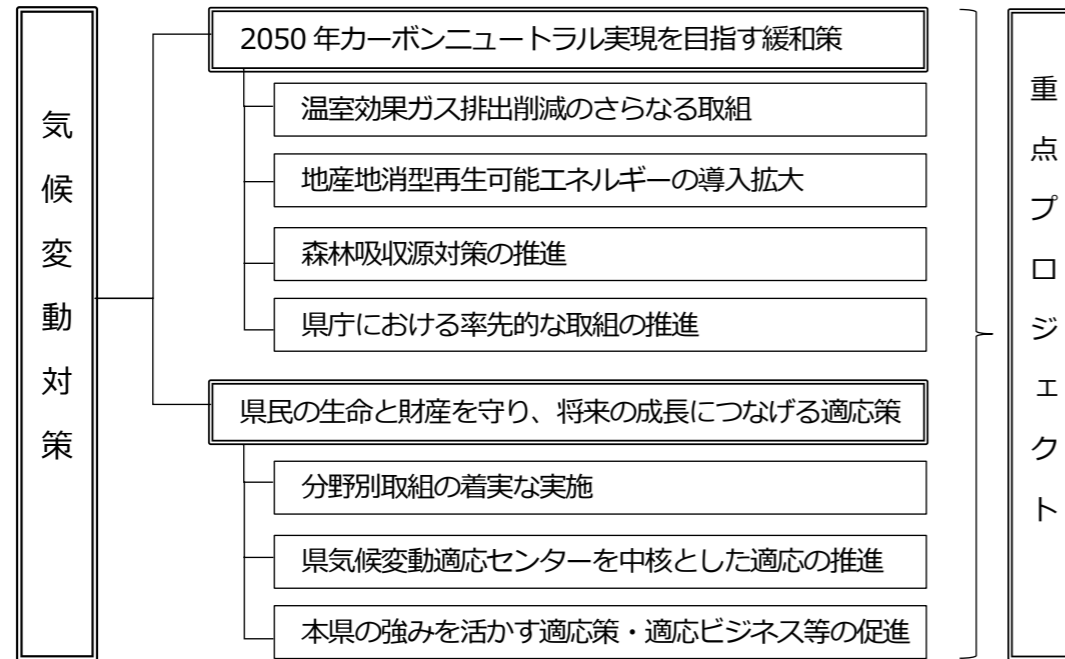 気候変動対策
2050 年カーボンニュートラル実現を目指す緩和策
温室効果ガス排出削減のさらなる取組
地産地消型再生可能エネルギーの導入拡大
森林吸収源対策の推進
県庁における率先的な取組の推進
県民の生命と財産を守り、将来の成長につなげる適応策
分野別取組の着実な実施
県気候変動適応センターを中核とした適応の推進
本県の強みを活かす適応策・適応ビジネス等の促進
重点プロジェクト